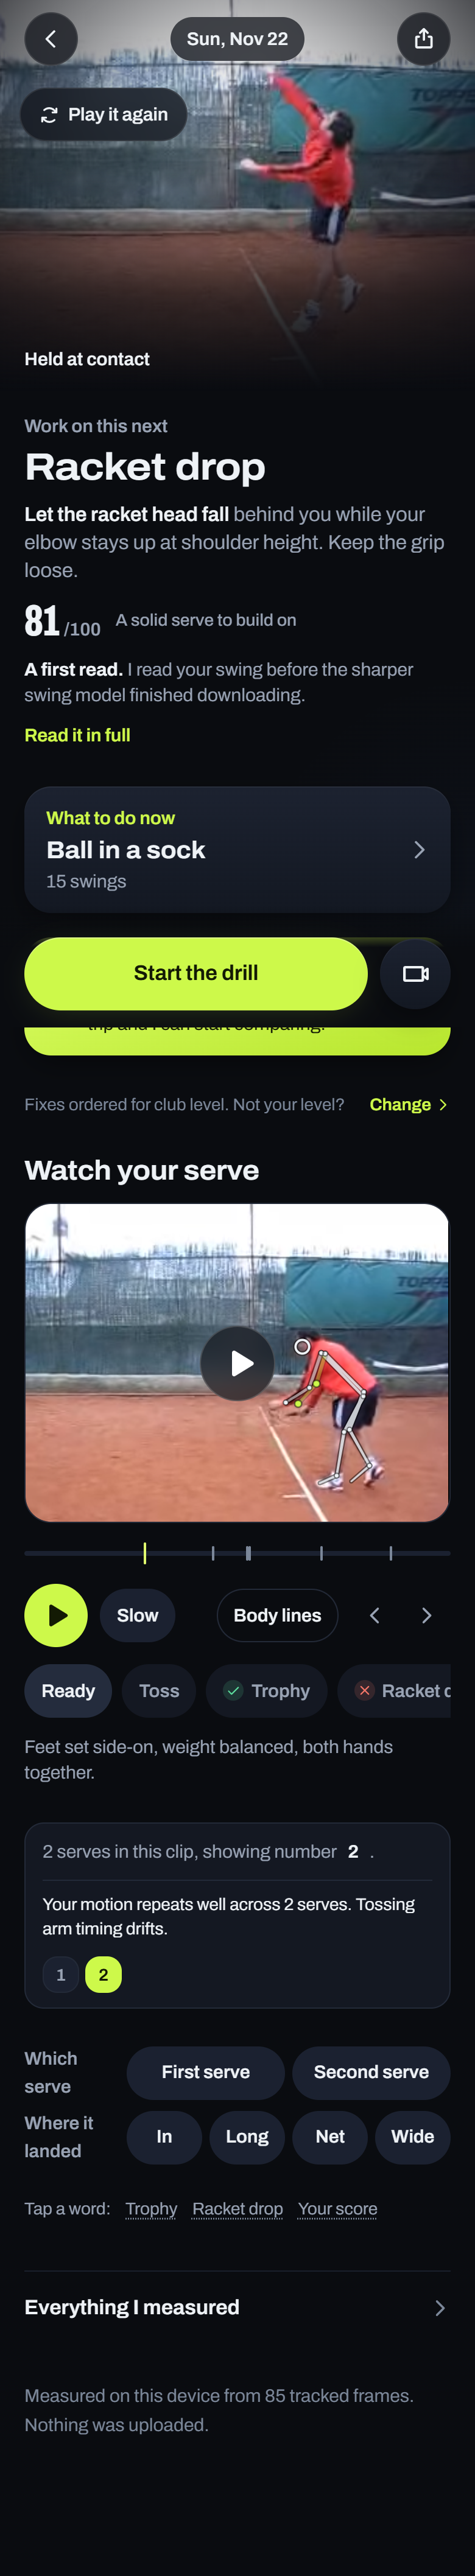 Sun, Nov 22
Play it again
Held at contact
Work on this next
Racket drop
Let the racket head fall behind you while your
elbow stays up at shoulder height. Keep the grip
loose.
81 /100 A solid serve to build on
A first read. I read your swing before the sharper
swing model finished downloading.
Read it in full
What to do now
Ball in a sock
15 swings
Start the drill
trip and I can start comparing.
Fixes ordered for club level. Not your level? Change
Watch your serve
Slow Body lines
Ready Toss Trophy Racket
Feet set side-on, weight balanced, both hands
together.
2 serves in this clip, showing number 2 .
Your motion repeats well across 2 serves. Tossing
arm timing drifts.
1 2
Which
serve
First serve Second serve
Where it
landed
In Long Net Wide
Tap a word: Trophy Racket drop Your score
Everything I measured
Measured on this device from 85 tracked frames.
Nothing was uploaded.